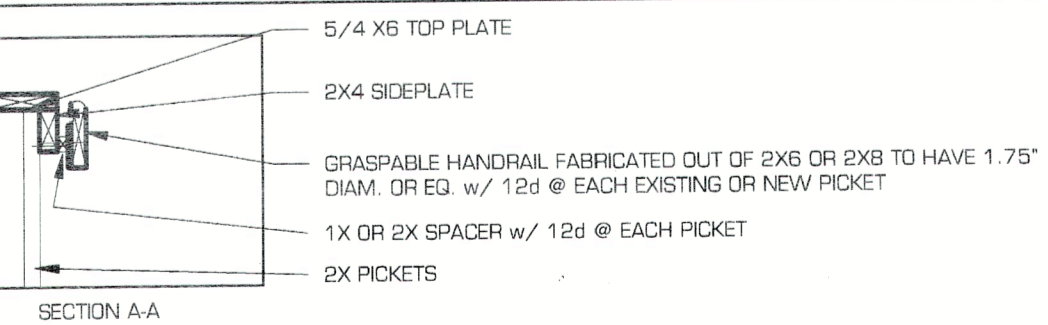 5/4 X6 TOP PLATE
2X4 SIDEPLATE
GRASPABLE HANDRAIL FABRICATED OUT OF 2X6 OR 2X8 TO HAVE 1.75"
DIAM. OR EQ. w/ 12d @ EACH EXISTING OR NEW PICKET
1X OR 2X SPACER w/ 12d @ EACH PICKET
2X PICKETS
SECTION A-A